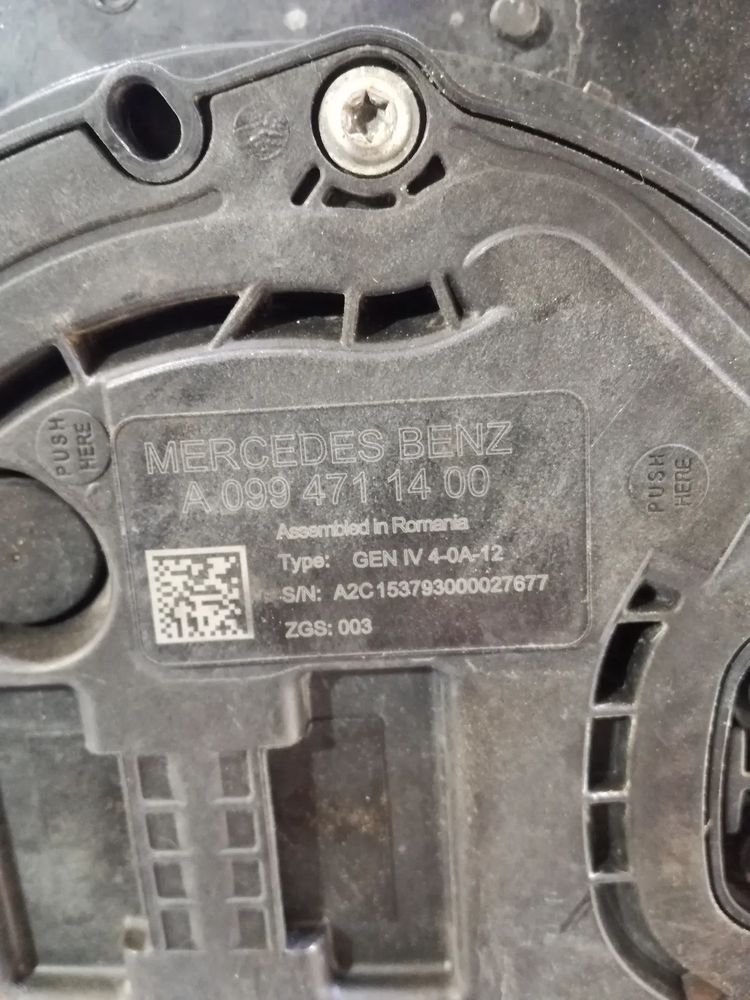 PUSH
HERE
MERCEDES BENZ
A 099 471 14 00
Assembled in Romania
Type: GEN IV 4-0A-12
S/N: A2C153793000027677
ZGS: 003
PUSH
HERE